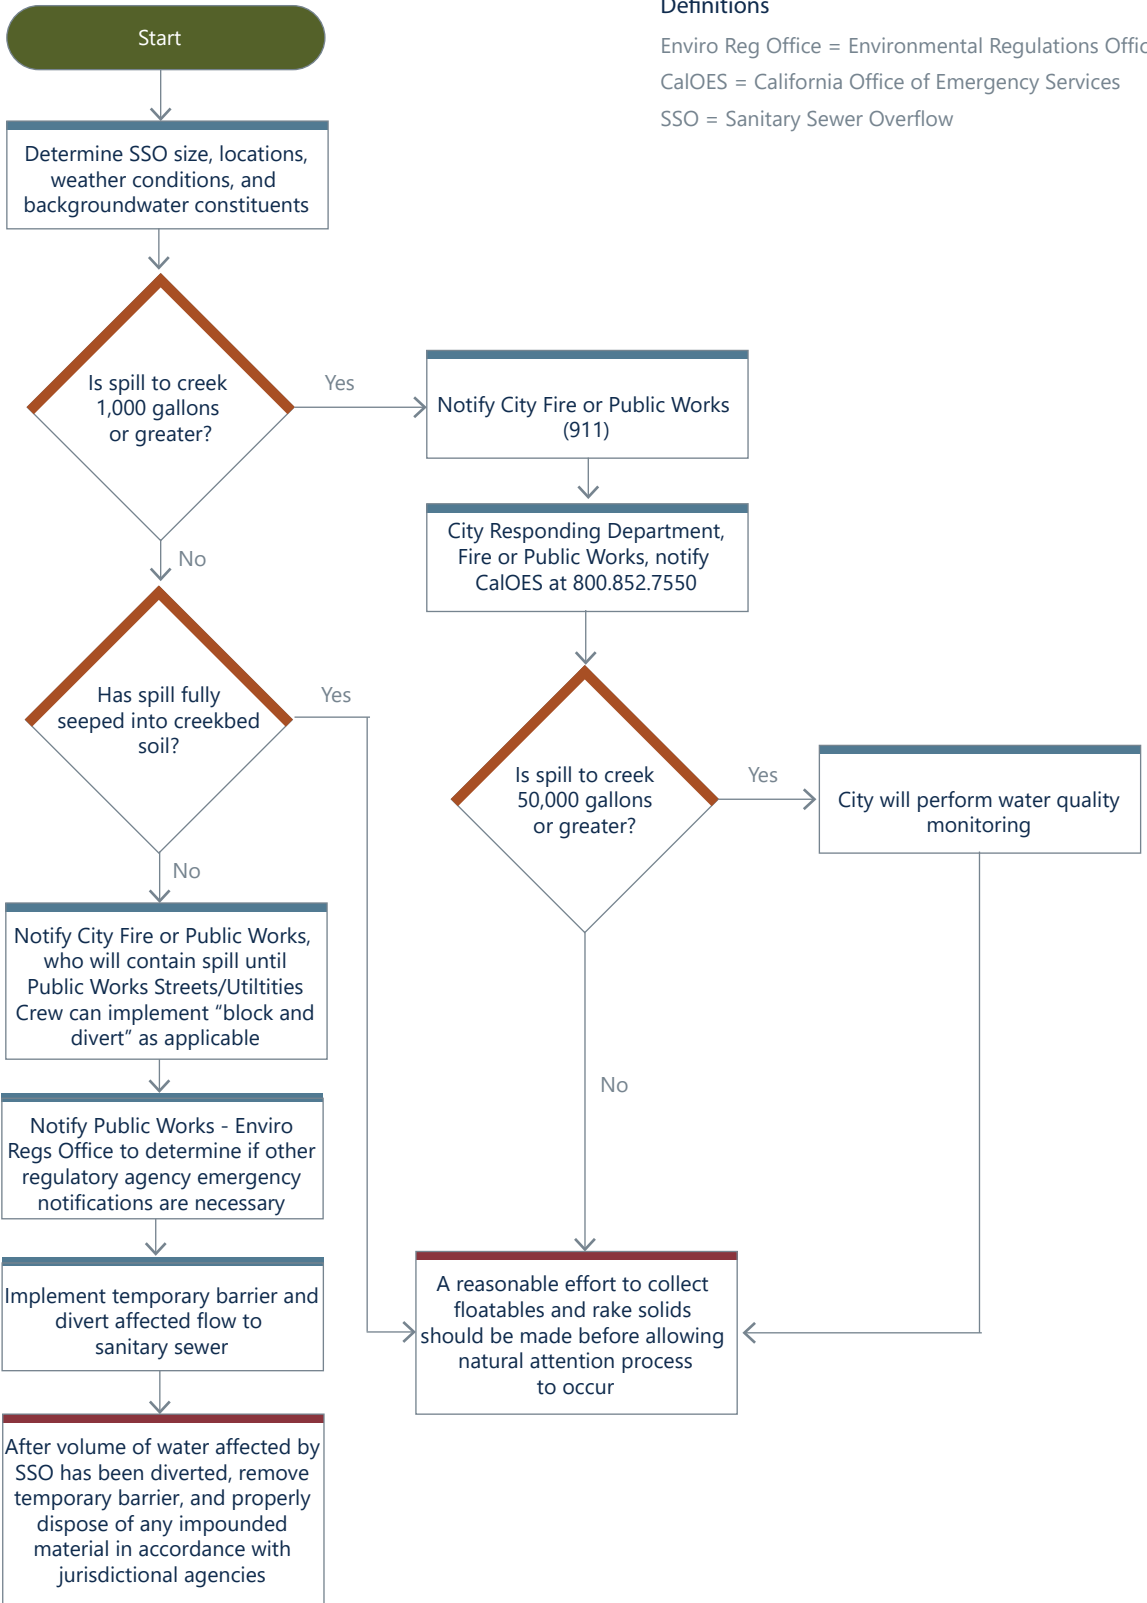 Start
Definitions
Enviro Reg Office = Environmental Regulations Offic
CalOES = California Office of Emergency Services
SSO = Sanitary Sewer Overflow
Determine SSO size, locations,
weather conditions, and
backgroundwater constituents
Is spill to creek
1,000 gallons
or greater?
Yes
Notify City Fire or Public Works
(911)
City Responding Department,
Fire or Public Works, notify
CalOES at 800.852.7550
No
Has spill fully
seeped into creekbed
soil?
Yes
Is spill to creek
50,000 gallons
or greater?
Yes
City will perform water quality
monitoring
No
Notify City Fire or Public Works,
who will contain spill until
Public Works Streets/Utiltities
Crew can implement “block and
divert” as applicable
No
Notify Public Works - Enviro
Regs Office to determine if other
regulatory agency emergency
notifications are necessary
Implement temporary barrier and
divert affected flow to
sanitary sewer
A reasonable effort to collect
floatables and rake solids
should be made before allowing
natural attention process
to occur
After volume of water affected by
SSO has been diverted, remove
temporary barrier, and properly
dispose of any impounded
material in accordance with
jurisdictional agencies